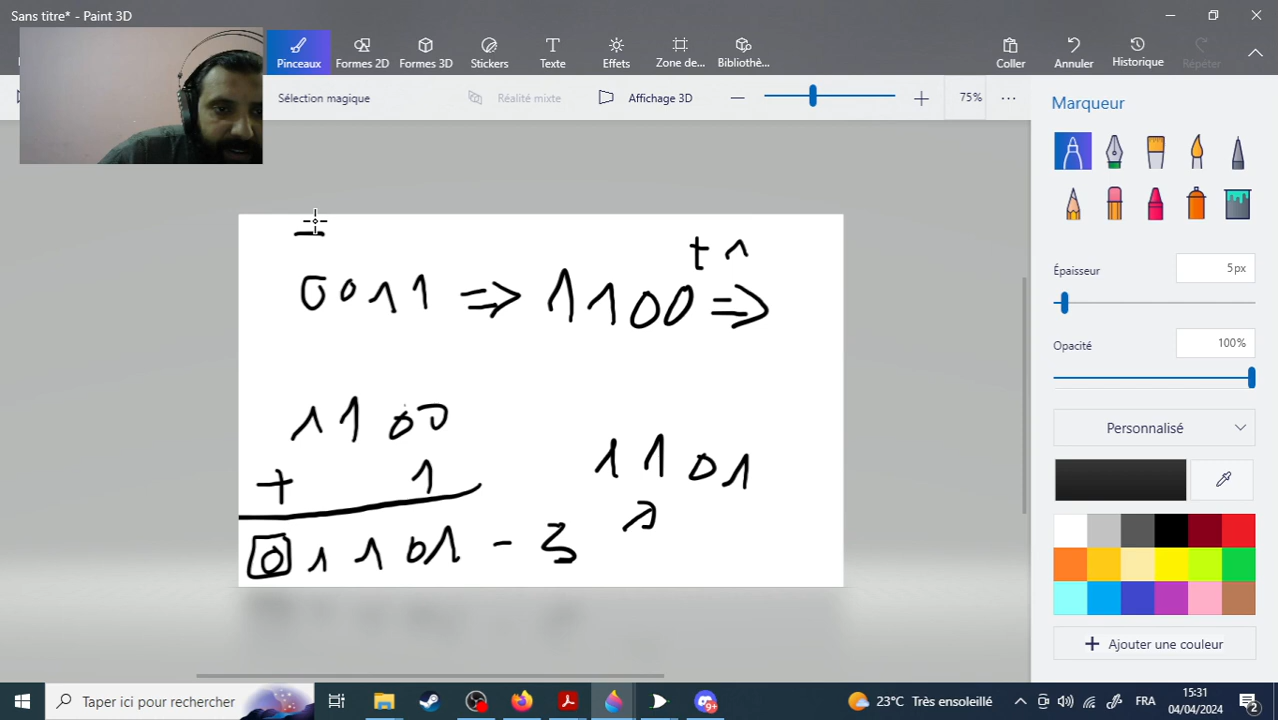 Sans titre* - Paint 3D
Pinceaux Formes 2D Formes 3D Stickers Texte Effets Zone de... Bibliothè... Coller Annuler Historique Répéter
Sélection magique Réalité mixte Affichage 3D 75%
Marqueur
Épaisseur 5px
Opacité 100%
Personnalisé
Ajouter une couleur
+ 1
0011 ⇒ 1100 ⇒
1100
+ 1
01101 - 3
1101
Taper ici pour rechercher
23°C Très ensoleillé
FRA
15:31
04/04/2024
2